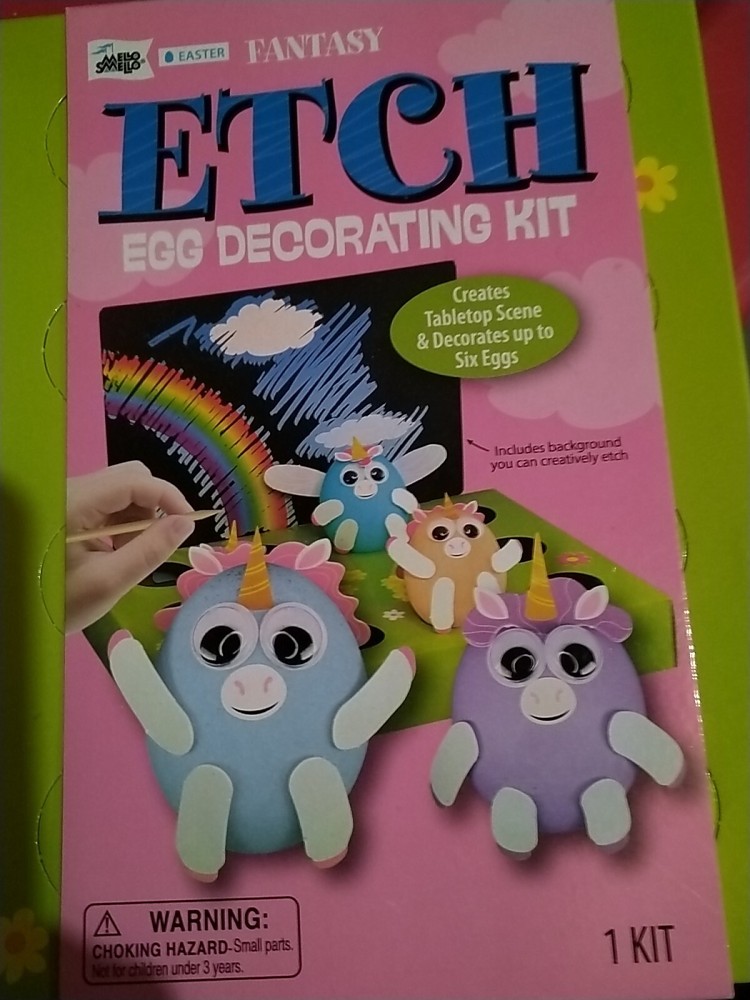 MELLO
SMELLO®
EASTER
FANTASY
ETCH
EGG DECORATING KIT
Creates
Tabletop Scene
& Decorates up to
Six Eggs
Includes background
you can creatively etch
WARNING:
CHOKING HAZARD-Small parts.
Not for children under 3 years.
1 KIT